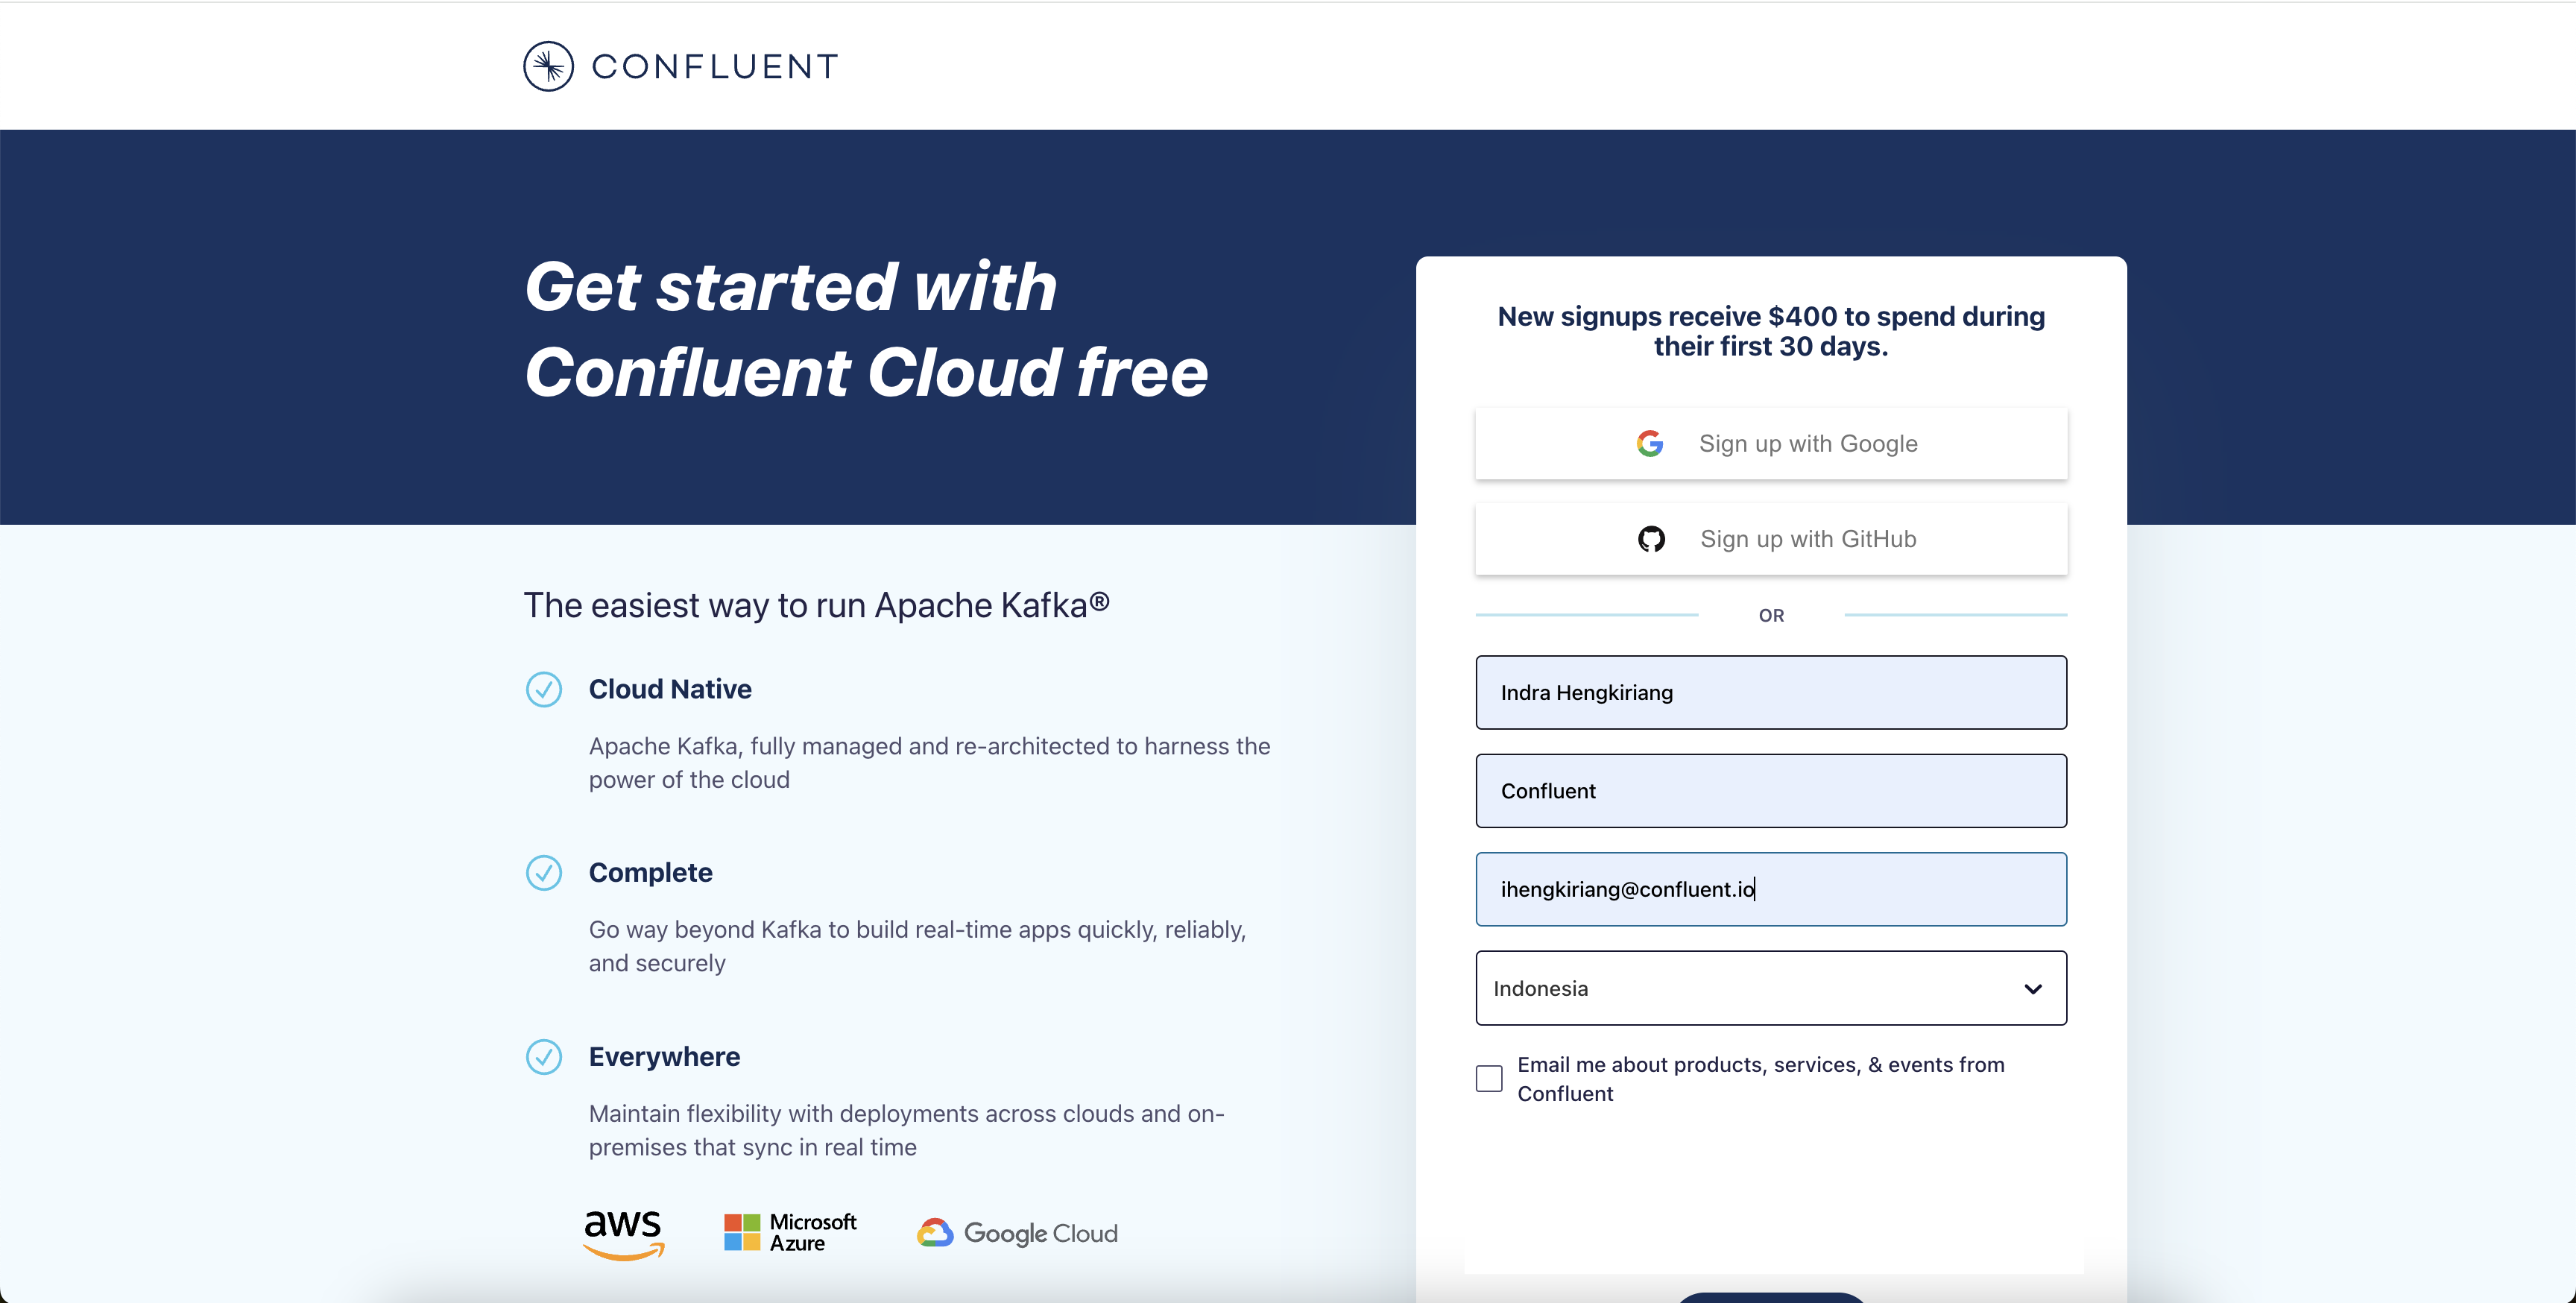 CONFLUENT
Get started with
Confluent Cloud free
The easiest way to run Apache Kafka®
Cloud Native
Apache Kafka, fully managed and re-architected to harness the
power of the cloud
Complete
Go way beyond Kafka to build real-time apps quickly, reliably,
and securely
Everywhere
Maintain flexibility with deployments across clouds and on-
premises that sync in real time
aws
Microsoft
Azure
Google Cloud
New signups receive $400 to spend during
their first 30 days.
Sign up with Google
Sign up with GitHub
OR
Indra Hengkiriang
Confluent
ihengkiriang@confluent.io
Indonesia
Email me about products, services, & events from
Confluent